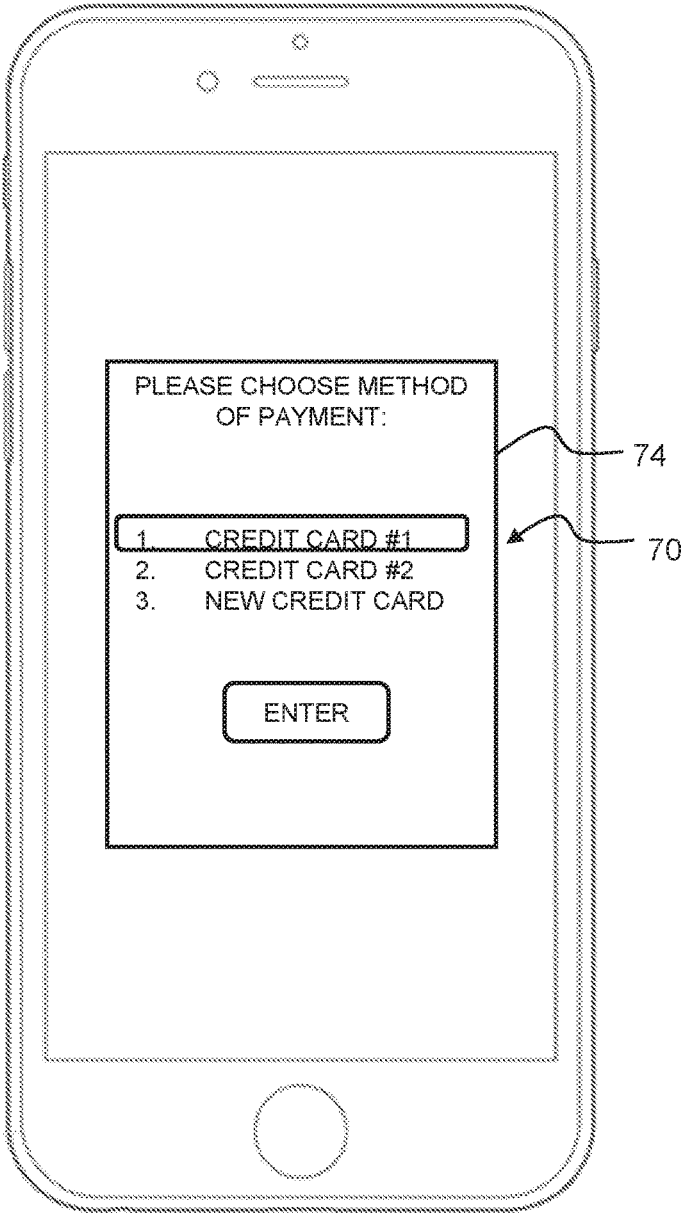 PLEASE CHOOSE METHOD
OF PAYMENT:
74
1. CREDIT CARD #1
70
2. CREDIT CARD #2
3. NEW CREDIT CARD
ENTER